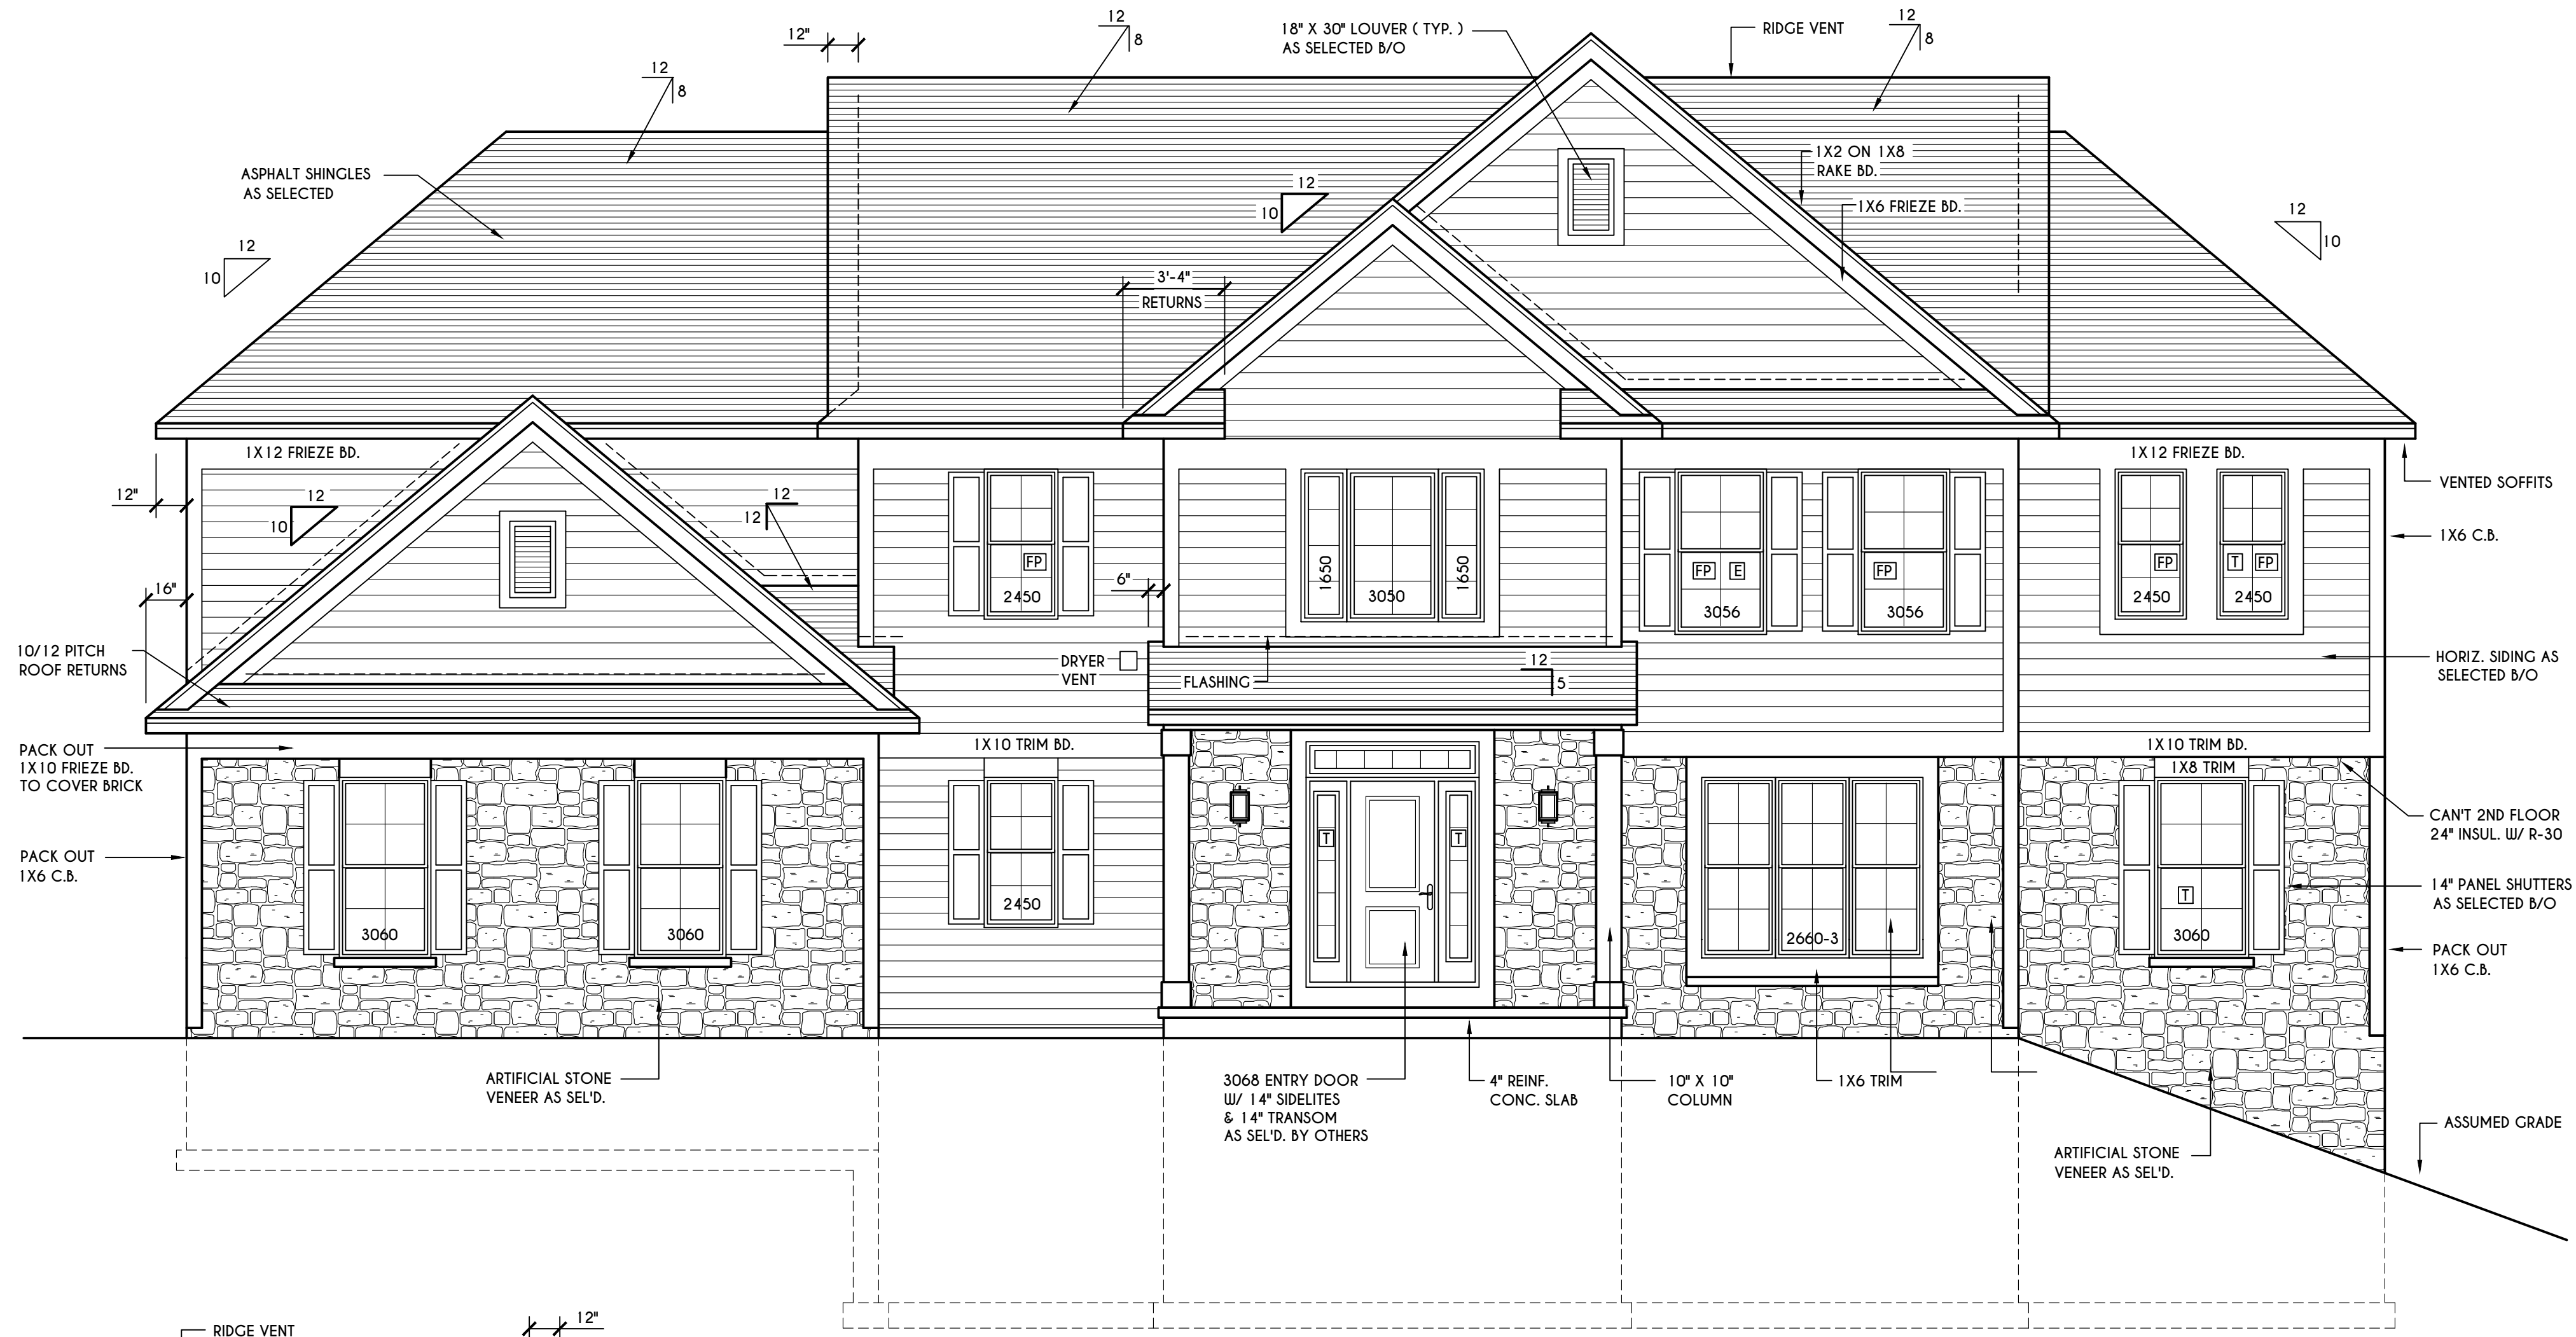 12
8
12"
12
8
18" X 30" LOUVER ( TYP. )
AS SELECTED B/O
RIDGE VENT
12
8
12
8
ASPHALT SHINGLES
AS SELECTED
1X2 ON 1X8
RAKE BD.
1X6 FRIEZE BD.
12
10
12
10
12
10
3'-4"
RETURNS
1X12 FRIEZE BD.
1X12 FRIEZE BD.
VENTED SOFFITS
12"
12
10
12
12
1X6 C.B.
FP
2450
6"
1650
3050
1650
FP
E
3056
FP
3056
FP
2450
T
FP
2450
16"
10/12 PITCH
ROOF RETURNS
DRYER
VENT
FLASHING
12
5
HORIZ. SIDING AS
SELECTED B/O
PACK OUT
1X10 FRIEZE BD.
TO COVER BRICK
1X10 TRIM BD.
1X10 TRIM BD.
1X8 TRIM
CAN'T 2ND FLOOR
24" INSUL. W/ R-30
PACK OUT
1X6 C.B.
T
T
T
14" PANEL SHUTTERS
AS SELECTED B/O
3060
3060
2450
2660-3
3060
PACK OUT
1X6 C.B.
ARTIFICIAL STONE
VENEER AS SEL'D.
3068 ENTRY DOOR
W/ 14" SIDELITES
& 14" TRANSOM
AS SEL'D. BY OTHERS
4" REINF.
CONC. SLAB
10" X 10"
COLUMN
1X6 TRIM
ASSUMED GRADE
ARTIFICIAL STONE
VENEER AS SEL'D.
RIDGE VENT
12"